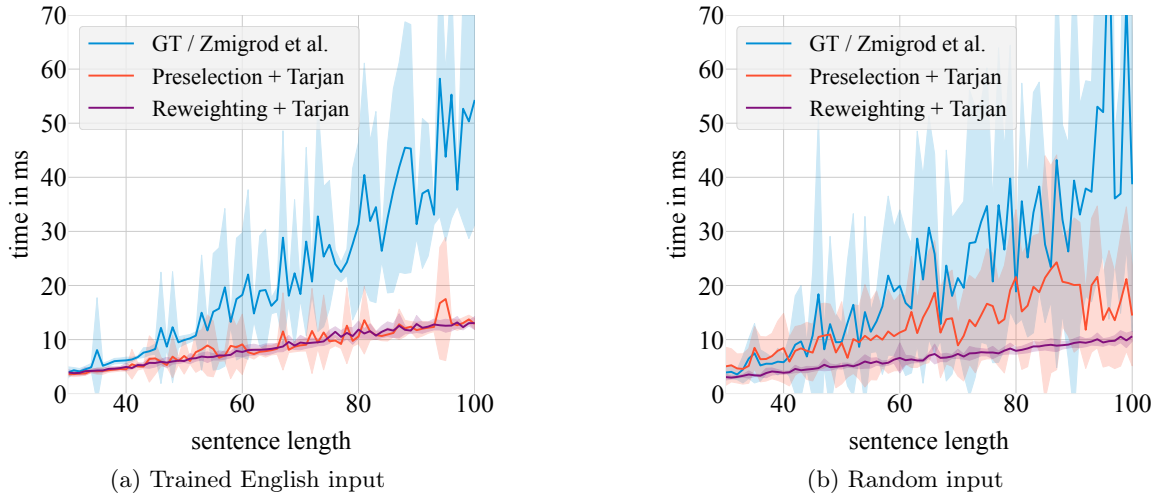 70
60
50
40
30
20
10
0
time in ms
GT / Zmigrod et al.
Preselection + Tarjan
Reweighting + Tarjan
40
60
80
100
sentence length
(a) Trained English input
70
60
50
40
30
20
10
0
time in ms
GT / Zmigrod et al.
Preselection + Tarjan
Reweighting + Tarjan
40
60
80
100
sentence length
(b) Random input